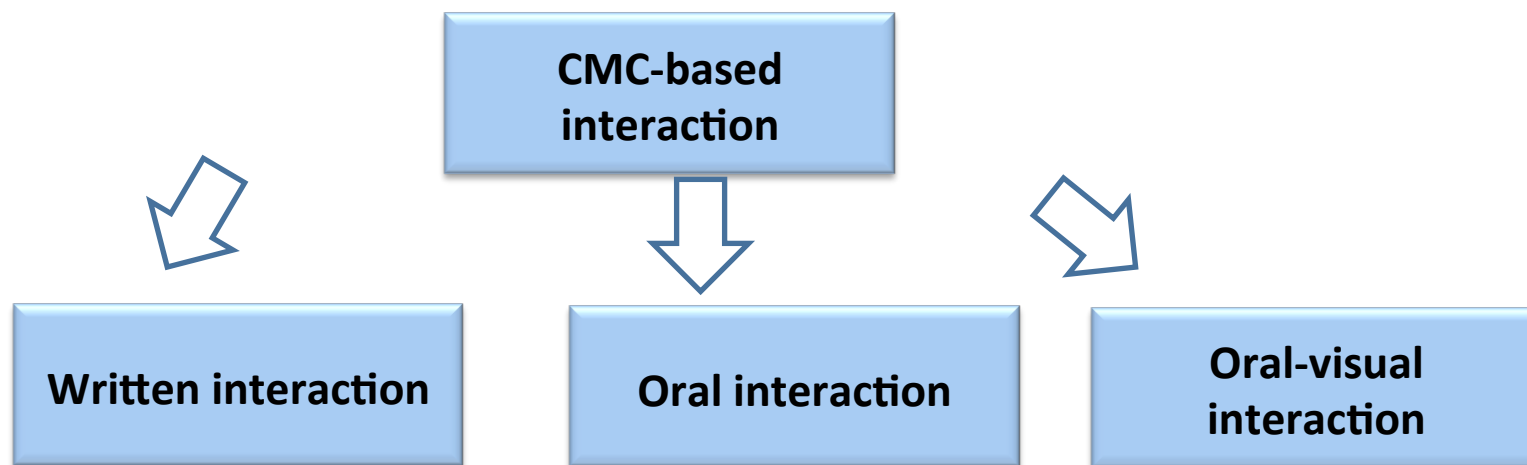 CMC-based
interaction
Written interaction
Oral interaction
Oral-visual
interaction